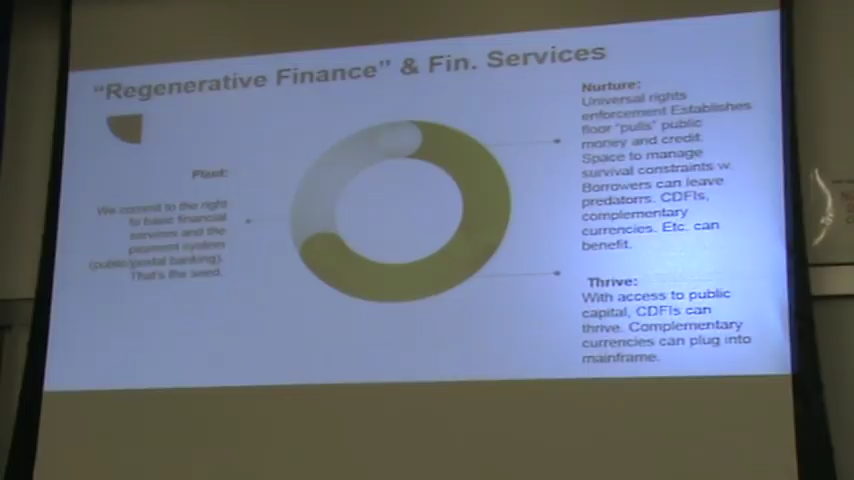 "Regenerative Finance" & Fin. Services
Plant:
We commit to the right
to basic financial
services and the
payment system
(public/postal banking).
That's the seed.
Nurture:
Universal rights
enforcement Establishes
floor "pulls" public
money and credit.
Space to manage
survival constraints w.
Borrowers can leave
predatorrs. CDFIs,
complementary
currencies. Etc. can
benefit.
Thrive:
With access to public
capital, CDFIs can
thrive. Complementary
currencies can plug into
mainframe.